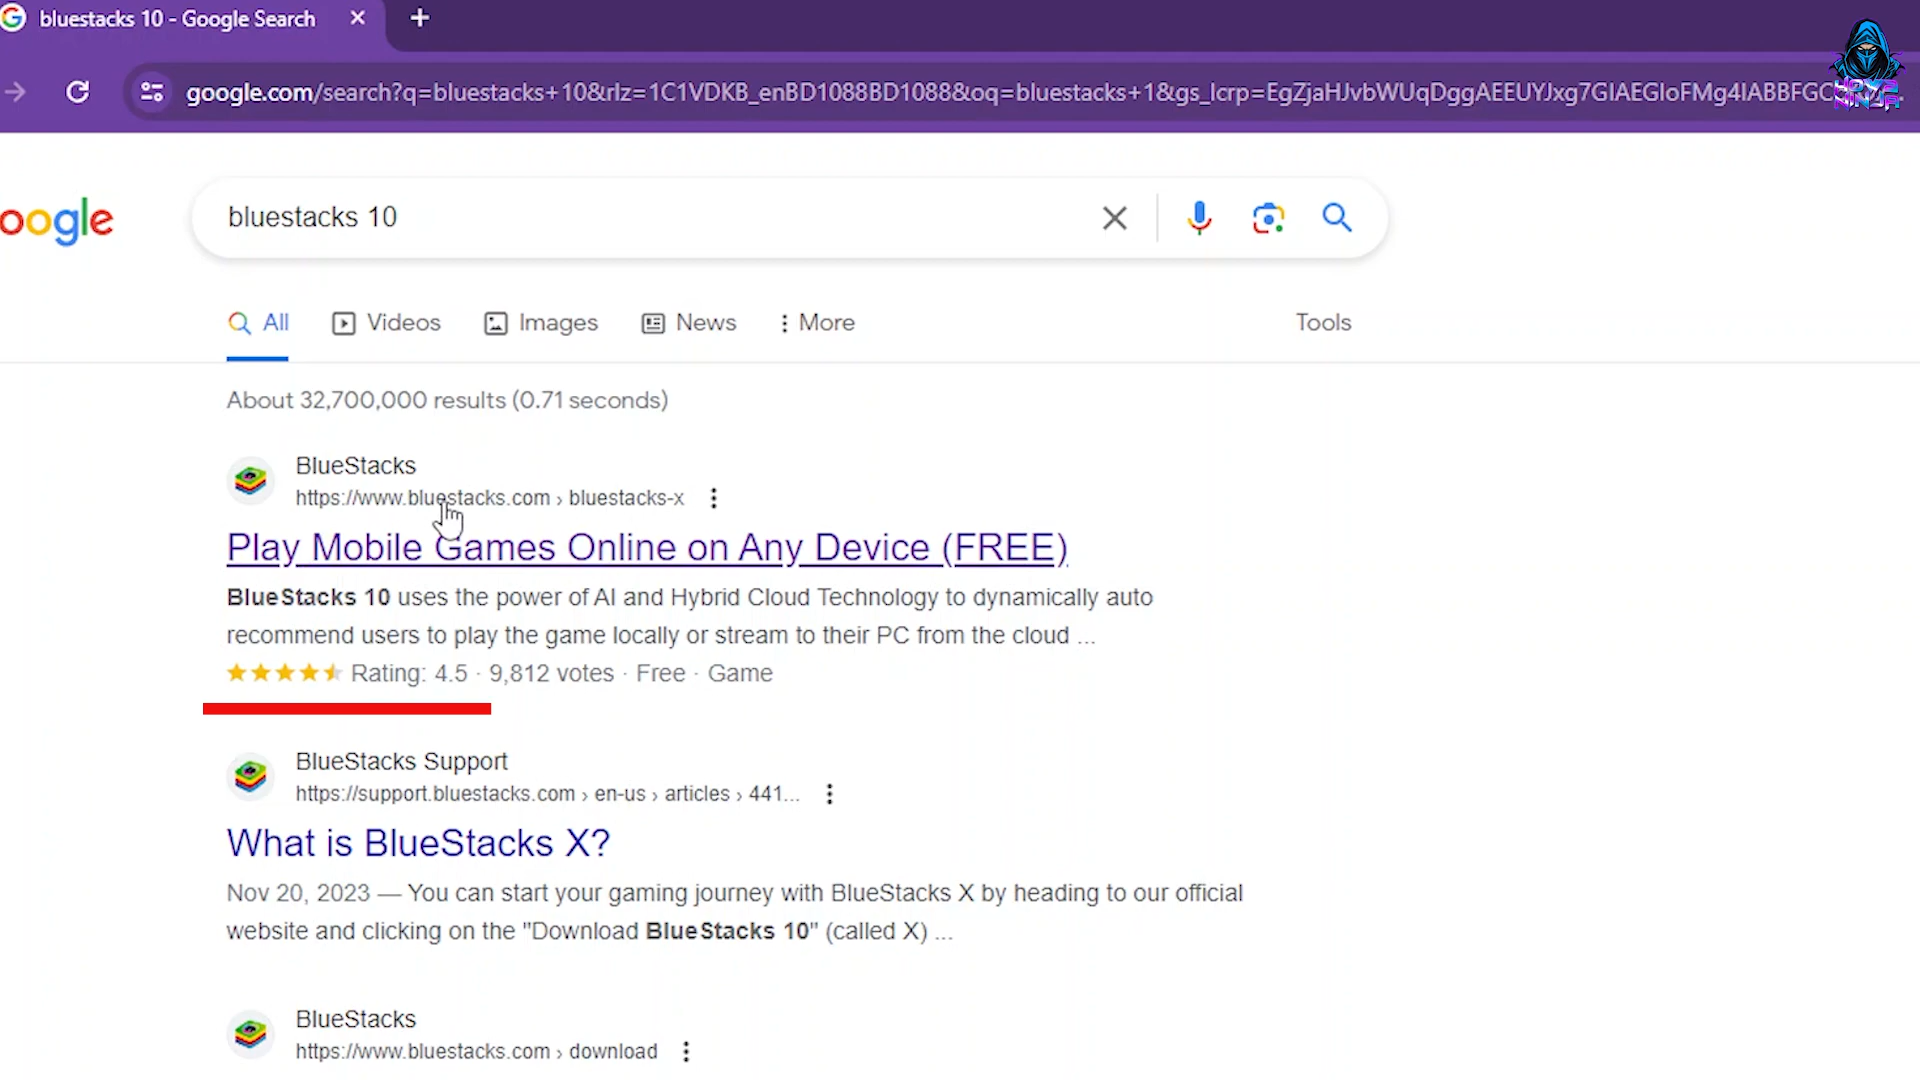 bluestacks 10 - Google Search
google.com/search?q=bluestacks+10&rlz=1C1VDKB_enBD1088BD1088&oq=bluestacks+1&gs_lcrp=EgZjaHJvbWUqDggAEEUYJxg7GIAEGIoFMg4IABBFGC
oogle
bluestacks 10
All
Videos
Images
News
More
Tools
About 32,700,000 results (0.71 seconds)
BlueStacks
https://www.bluestacks.com › bluestacks-x
Play Mobile Games Online on Any Device (FREE)
BlueStacks 10 uses the power of AI and Hybrid Cloud Technology to dynamically auto
recommend users to play the game locally or stream to their PC from the cloud ...
Rating: 4.5 · 9,812 votes · Free · Game
BlueStacks Support
https://support.bluestacks.com › en-us › articles › 441...
What is BlueStacks X?
Nov 20, 2023 — You can start your gaming journey with BlueStacks X by heading to our official
website and clicking on the "Download BlueStacks 10" (called X) ...
BlueStacks
https://www.bluestacks.com › download